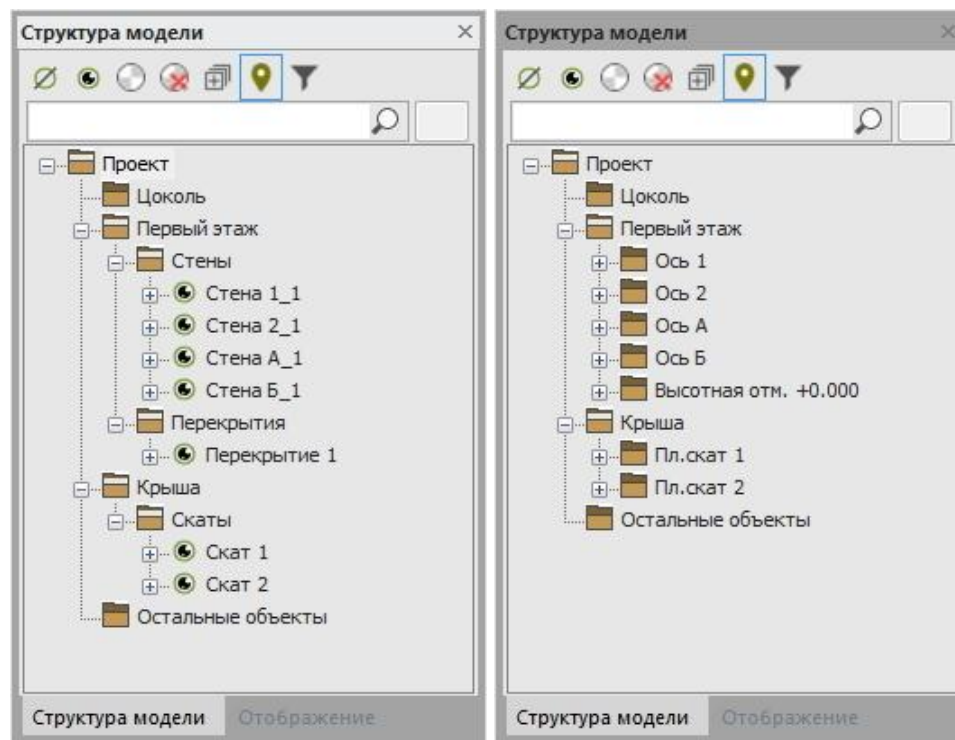 Структура модели
Проект
Цоколь
Первый этаж
Стены
Стена 1_1
Стена 2_1
Стена А_1
Стена Б_1
Перекрытия
Перекрытие 1
Крыша
Скаты
Скат 1
Скат 2
Остальные объекты
Структура модели Отображение
Структура модели
Проект
Цоколь
Первый этаж
Ось 1
Ось 2
Ось А
Ось Б
Высотная отм. +0.000
Крыша
Пл.скат 1
Пл.скат 2
Остальные объекты
Структура модели Отображение